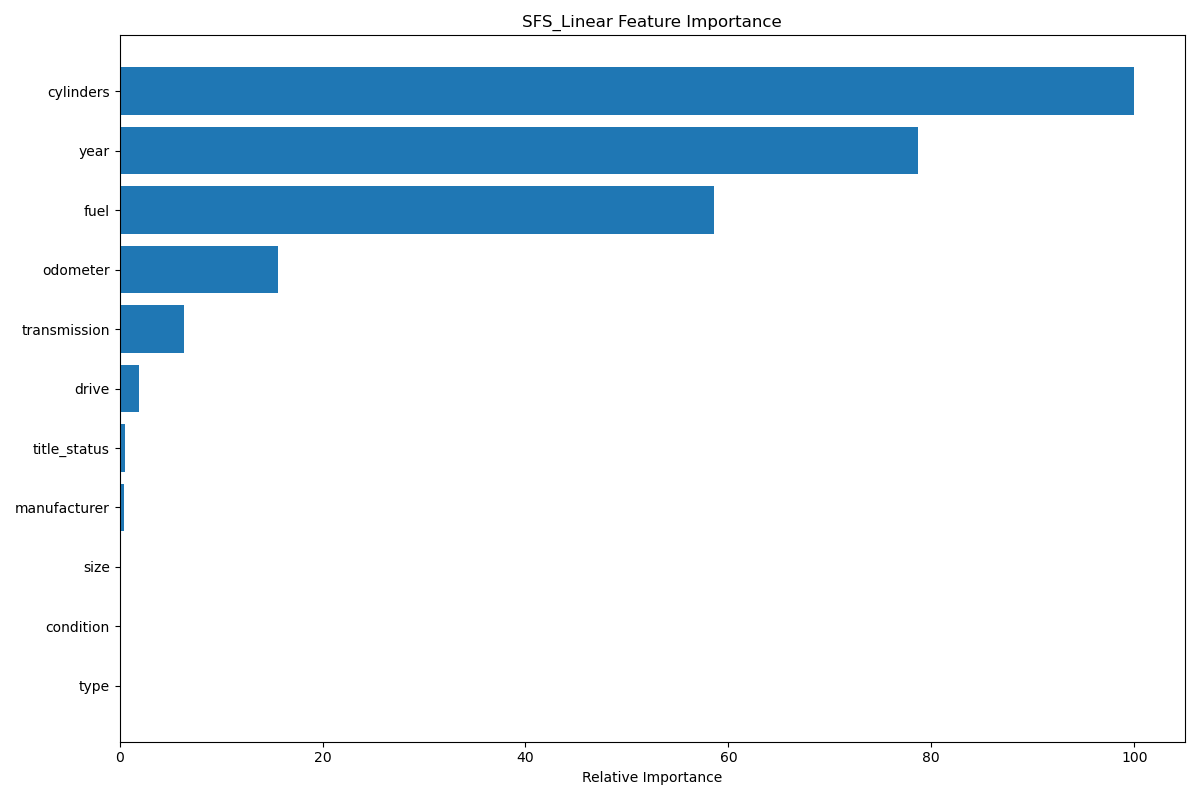 SFS_Linear Feature Importance
cylinders
year
fuel
odometer
transmission
drive
title_status
manufacturer
size
condition
type
0 20 40 60 80 100
Relative Importance